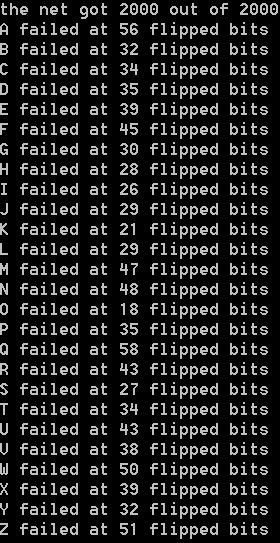 the net got 2000 out of 2000
A failed at 56 flipped bits
B failed at 32 flipped bits
C failed at 34 flipped bits
D failed at 35 flipped bits
E failed at 39 flipped bits
F failed at 45 flipped bits
G failed at 30 flipped bits
H failed at 28 flipped bits
I failed at 26 flipped bits
J failed at 29 flipped bits
K failed at 21 flipped bits
L failed at 29 flipped bits
M failed at 47 flipped bits
N failed at 48 flipped bits
O failed at 18 flipped bits
P failed at 35 flipped bits
Q failed at 58 flipped bits
R failed at 43 flipped bits
S failed at 27 flipped bits
T failed at 34 flipped bits
U failed at 43 flipped bits
V failed at 38 flipped bits
W failed at 50 flipped bits
X failed at 39 flipped bits
Y failed at 32 flipped bits
Z failed at 51 flipped bits